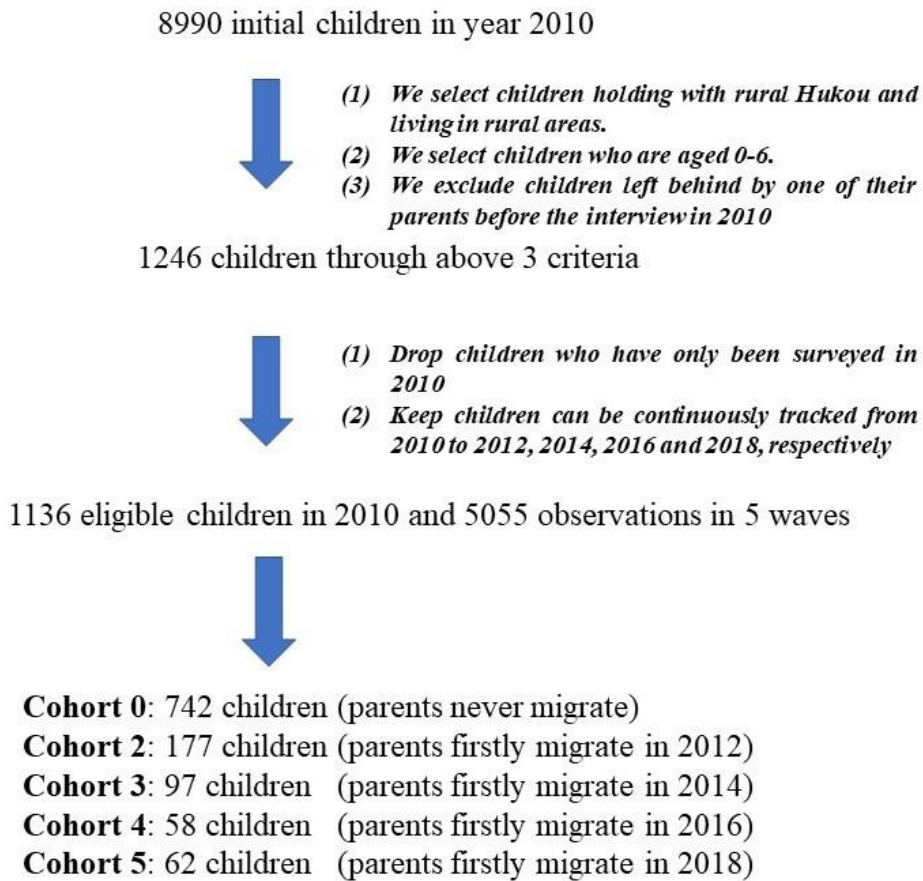 8990 initial children in year 2010
(1) We select children holding with rural Hukou and
living in rural areas.
(2) We select children who are aged 0-6.
(3) We exclude children left behind by one of their
parents before the interview in 2010
1246 children through above 3 criteria
(1) Drop children who have only been surveyed in
2010
(2) Keep children can be continuously tracked from
2010 to 2012, 2014, 2016 and 2018, respectively
1136 eligible children in 2010 and 5055 observations in 5 waves
Cohort 0: 742 children (parents never migrate)
Cohort 2: 177 children (parents firstly migrate in 2012)
Cohort 3: 97 children (parents firstly migrate in 2014)
Cohort 4: 58 children (parents firstly migrate in 2016)
Cohort 5: 62 children (parents firstly migrate in 2018)